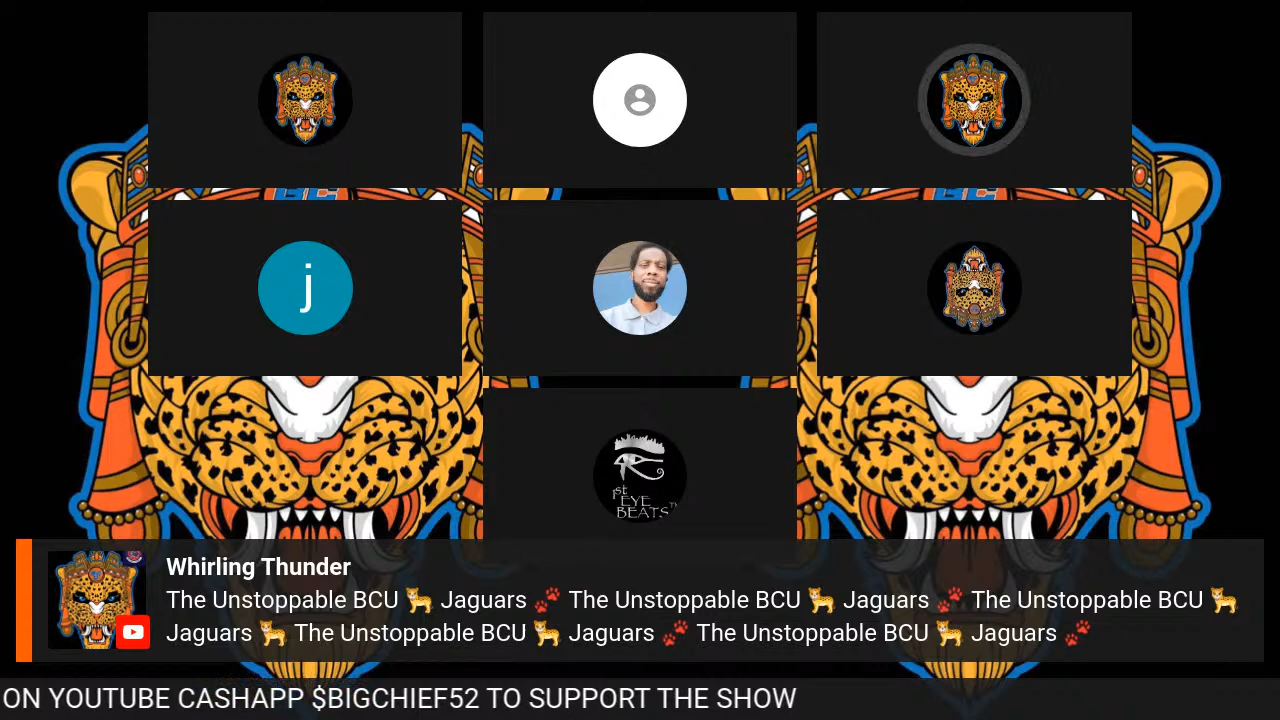 j
1st
EYE
BEATS™
Whirling Thunder
The Unstoppable BCU 🐆 Jaguars 🐾 The Unstoppable BCU 🐆 Jaguars 🐾 The Unstoppable BCU 🐆
Jaguars 🐆 The Unstoppable BCU 🐆 Jaguars 🐾 The Unstoppable BCU 🐆 Jaguars 🐾
ON YOUTUBE CASHAPP $BIGCHIEF52 TO SUPPORT THE SHOW